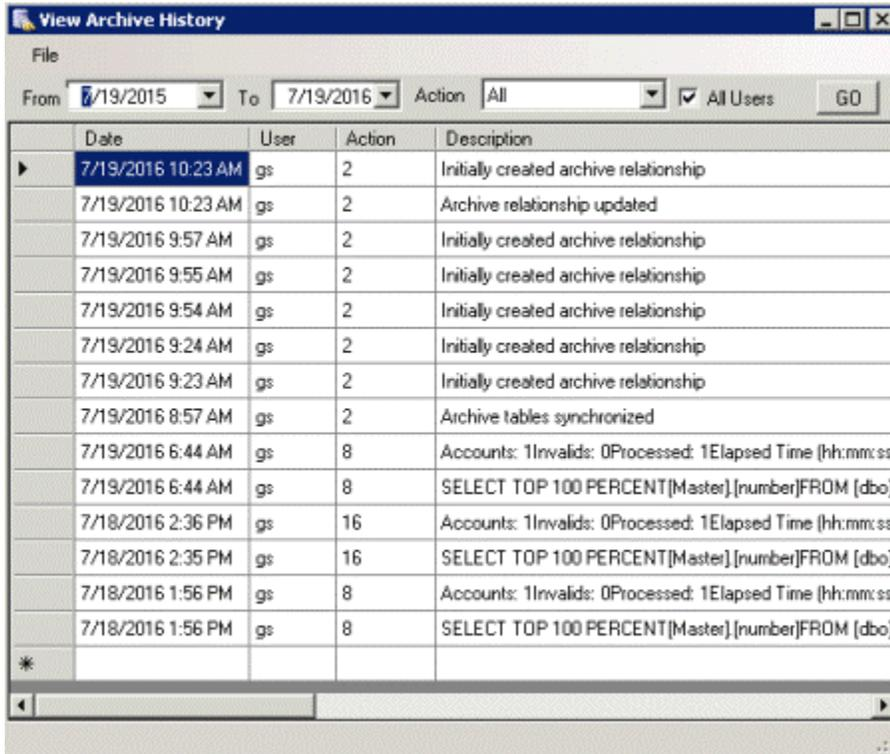 View Archive History
File
From 7/19/2015 To 7/19/2016 Action All All Users GO
Date User Action Description
7/19/2016 10:23 AM gs 2 Initially created archive relationship
7/19/2016 10:23 AM gs 2 Archive relationship updated
7/19/2016 9:57 AM gs 2 Initially created archive relationship
7/19/2016 9:55 AM gs 2 Initially created archive relationship
7/19/2016 9:54 AM gs 2 Initially created archive relationship
7/19/2016 9:24 AM gs 2 Initially created archive relationship
7/19/2016 9:23 AM gs 2 Initially created archive relationship
7/19/2016 8:57 AM gs 2 Archive tables synchronized
7/19/2016 6:44 AM gs 8 Accounts: 1Invalids: 0Processed: 1Elapsed Time (hh:mm:ss
7/19/2016 6:44 AM gs 8 SELECT TOP 100 PERCENT[Master].[number]FROM [dbo]
7/18/2016 2:36 PM gs 16 Accounts: 1Invalids: 0Processed: 1Elapsed Time (hh:mm:ss
7/18/2016 2:35 PM gs 16 SELECT TOP 100 PERCENT[Master].[number]FROM [dbo]
7/18/2016 1:56 PM gs 8 Accounts: 1Invalids: 0Processed: 1Elapsed Time (hh:mm:ss
7/18/2016 1:56 PM gs 8 SELECT TOP 100 PERCENT[Master].[number]FROM [dbo]